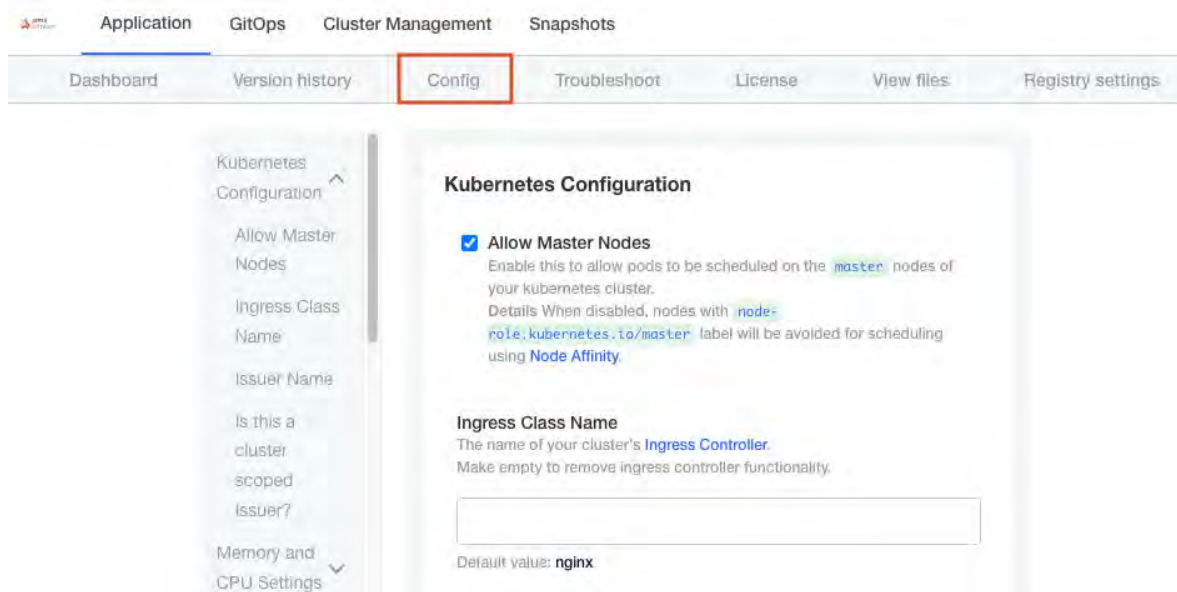 Application GitOps Cluster Management Snapshots
Dashboard Version history Config Troubleshoot License View files Registry settings
Kubernetes
Configuration
Allow Master
Nodes
Ingress Class
Name
Issuer Name
Is this a
cluster
scoped
Issuer?
Memory and
CPU Settings
Kubernetes Configuration
Allow Master Nodes
Enable this to allow pods to be scheduled on the master nodes of
your kubernetes cluster.
Details When disabled, nodes with node-
role.kubernetes.io/master label will be avoided for scheduling
using Node Affinity.
Ingress Class Name
The name of your cluster's Ingress Controller.
Make empty to remove ingress controller functionality.
Default value: nginx